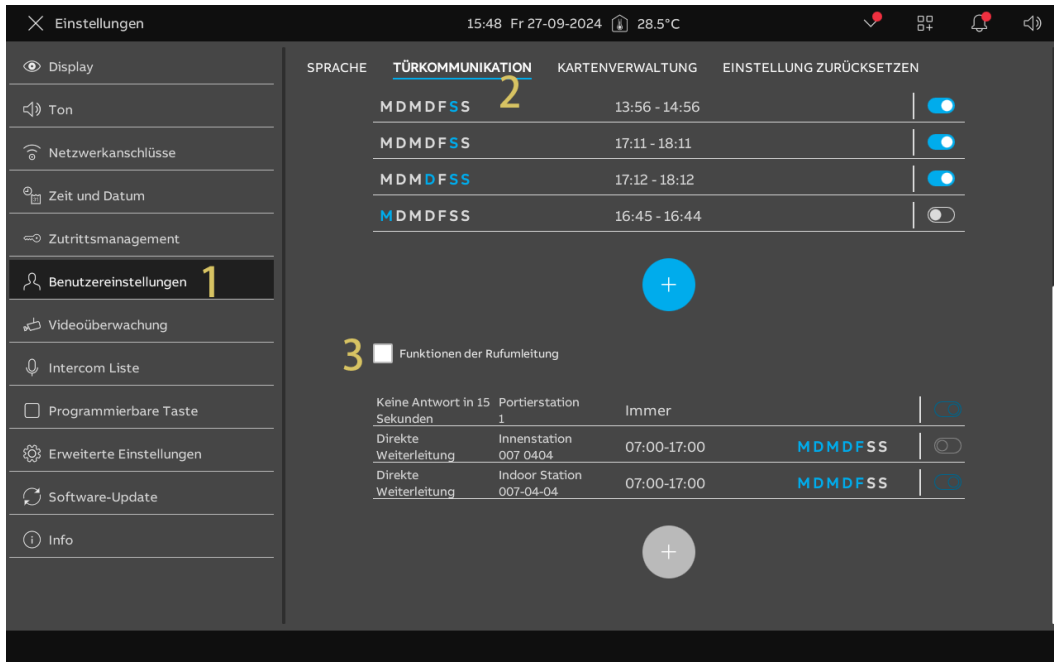 Einstellungen
15:48 Fr 27-09-2024 28.5°C
Display
Ton
Netzwerkanschlüsse
Zeit und Datum
Zutrittsmanagement
Benutzereinstellungen 1
Videoüberwachung
Intercom Liste
Programmierbare Taste
Erweiterte Einstellungen
Software-Update
Info
SPRACHE TÜRKOMMUNIKATION KARTENVERWALTUNG EINSTELLUNG ZURÜCKSETZEN
2
MDMDFSS 13:56 - 14:56
MDMDFSS 17:11 - 18:11
MDMDFSS 17:12 - 18:12
MDMDFSS 16:45 - 16:44
+
3 Funktionen der Rufumleitung
Keine Antwort in 15 Portierstation
Sekunden 1 Immer
Direkte Innenstation
Weiterleitung 007 0404 07:00-17:00 MDMDFSS
Direkte Indoor Station
Weiterleitung 007-04-04 07:00-17:00 MDMDFSS
+